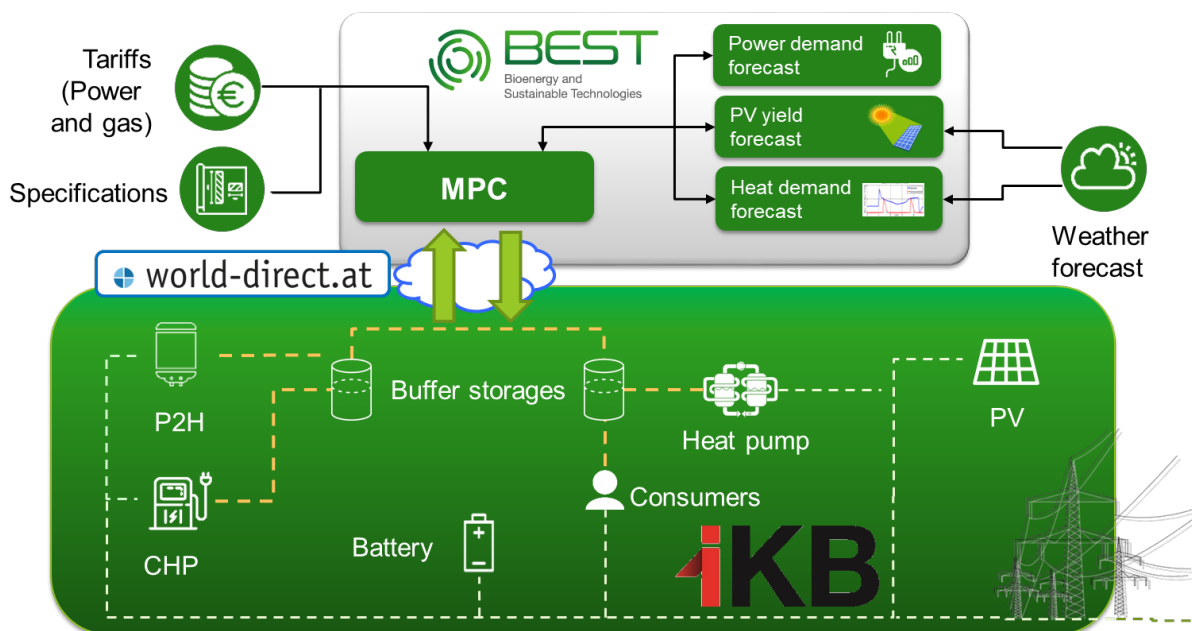 Tariffs
(Power
and gas)
Specifications
BEST
Bioenergy and
Sustainable Technologies
MPC
Power demand
forecast
PV yield
forecast
Heat demand
forecast
Weather
forecast
world-direct.at
P2H
Buffer storages
Heat pump
PV
CHP
Battery
Consumers
iKB